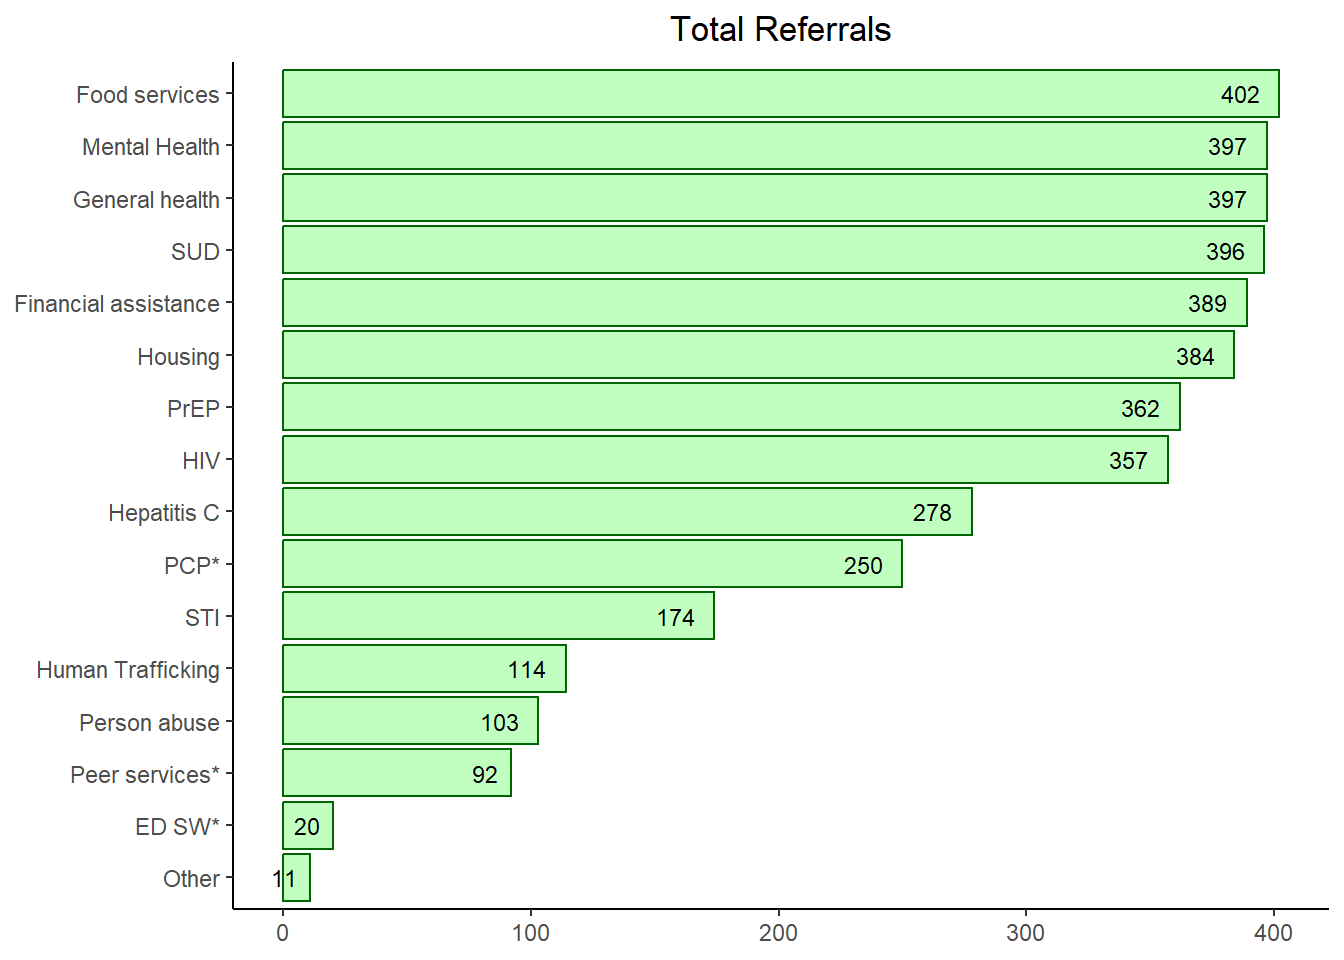 Total Referrals
Food services 402
Mental Health 397
General health 397
SUD 396
Financial assistance 389
Housing 384
PrEP 362
HIV 357
Hepatitis C 278
PCP* 250
STI 174
Human Trafficking 114
Person abuse 103
Peer services* 92
ED SW* 20
Other 11
0 100 200 300 400